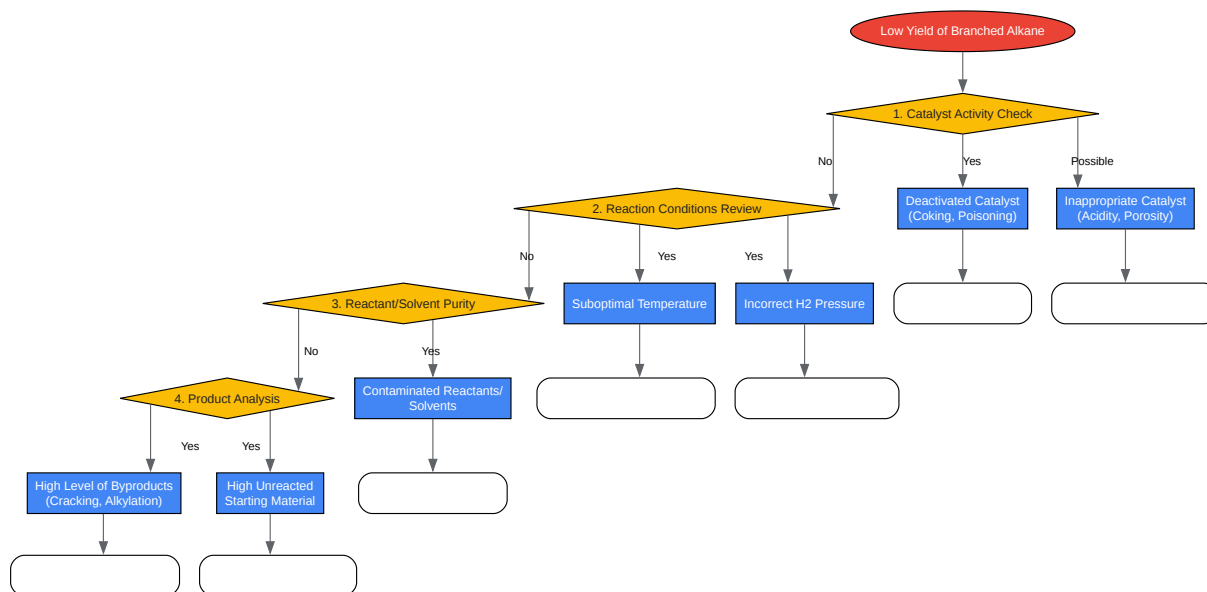 Low Yield of Branched Alkane
1. Catalyst Activity Check
No
Yes
Possible
2. Reaction Conditions Review
Deactivated Catalyst
(Coking, Poisoning)
Inappropriate Catalyst
(Acidity, Porosity)
No
Yes
Yes
3. Reactant/Solvent Purity
Suboptimal Temperature
Incorrect H2 Pressure
No
Yes
4. Product Analysis
Contaminated Reactants/
Solvents
Yes
Yes
High Level of Byproducts
(Cracking, Alkylation)
High Unreacted
Starting Material